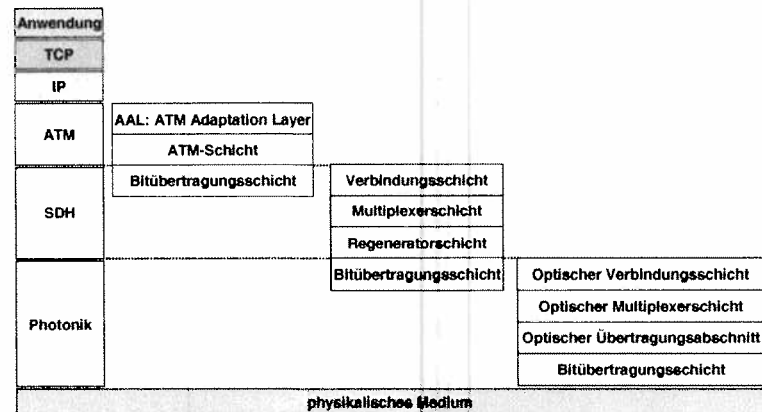 Anwendung
TCP
IP
ATM
AAL: ATM Adaptation Layer
ATM-Schicht
SDH
Bitübertragungsschicht
Verbindungsschicht
Multiplexerschicht
Regeneratorschicht
Photonik
Bitübertragungsschicht
Optischer Verbindungsschicht
Optischer Multiplexerschicht
Optischer Übertragungsabschnitt
Bitübertragungsschicht
physikalisches Medium